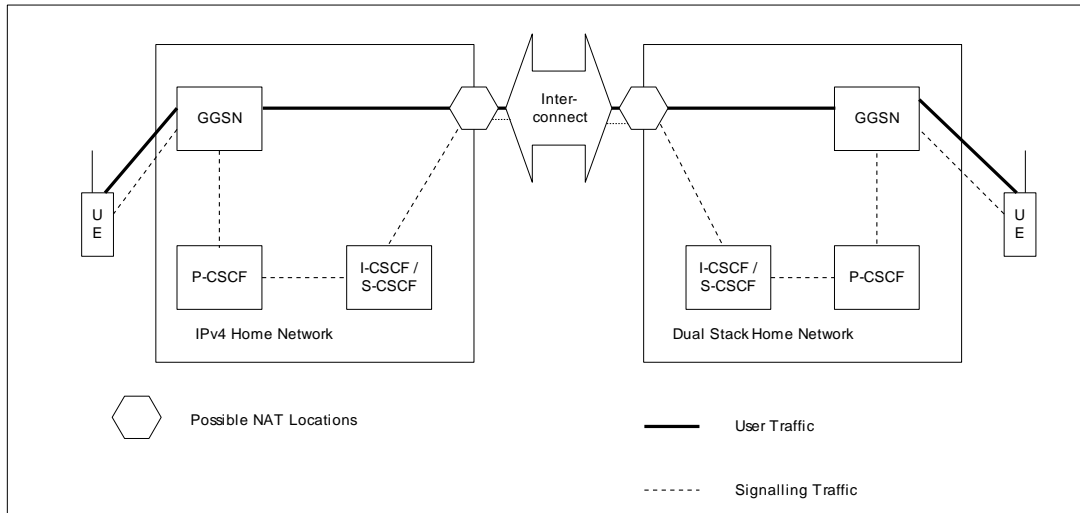 Inter-
connect
GGSN
GGSN
U
E
U
E
P-CSCF
I-CSCF /
S-CSCF
I-CSCF /
S-CSCF
P-CSCF
IPv4 Home Network
Dual Stack Home Network
Possible NAT Locations
User Traffic
Signalling Traffic